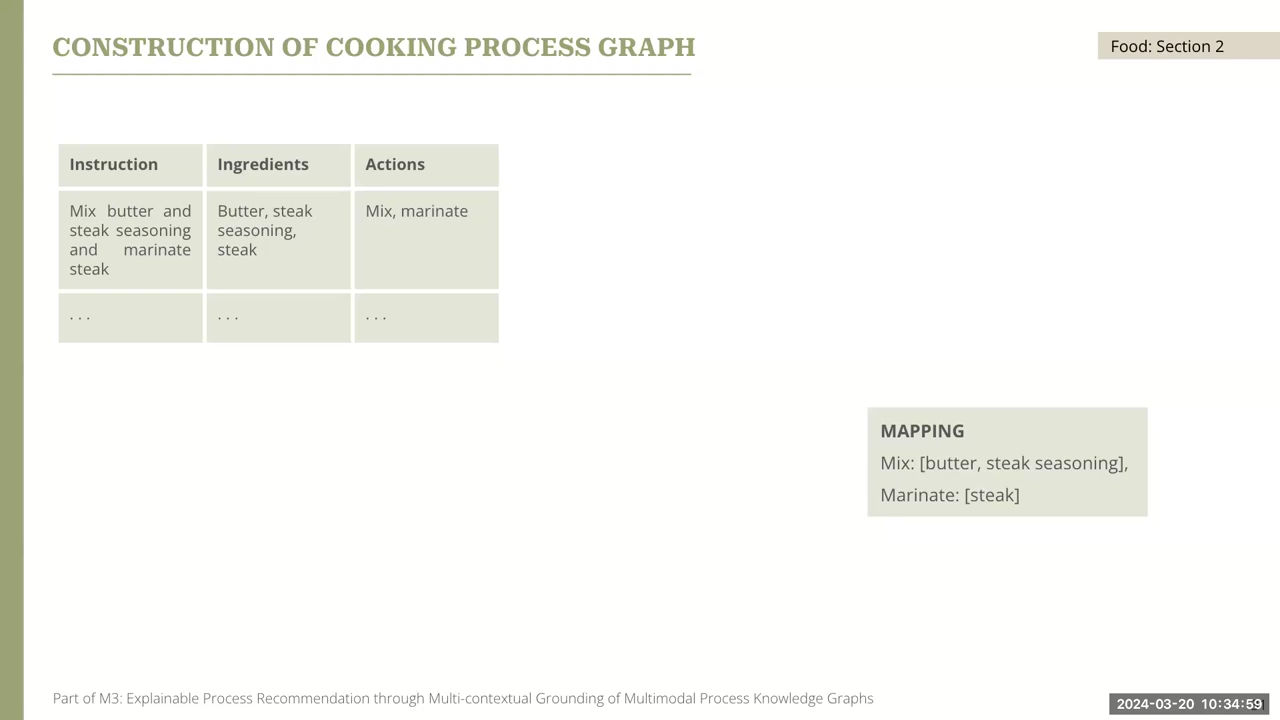 CONSTRUCTION OF COOKING PROCESS GRAPH
Food: Section 2
Instruction
Ingredients
Actions
Mix butter and
steak seasoning
and marinate
steak
Butter, steak
seasoning,
steak
Mix, marinate
. . .
. . .
. . .
MAPPING
Mix: [butter, steak seasoning],
Marinate: [steak]
Part of M3: Explainable Process Recommendation through Multi-contextual Grounding of Multimodal Process Knowledge Graphs
2024-03-20 10:34:59